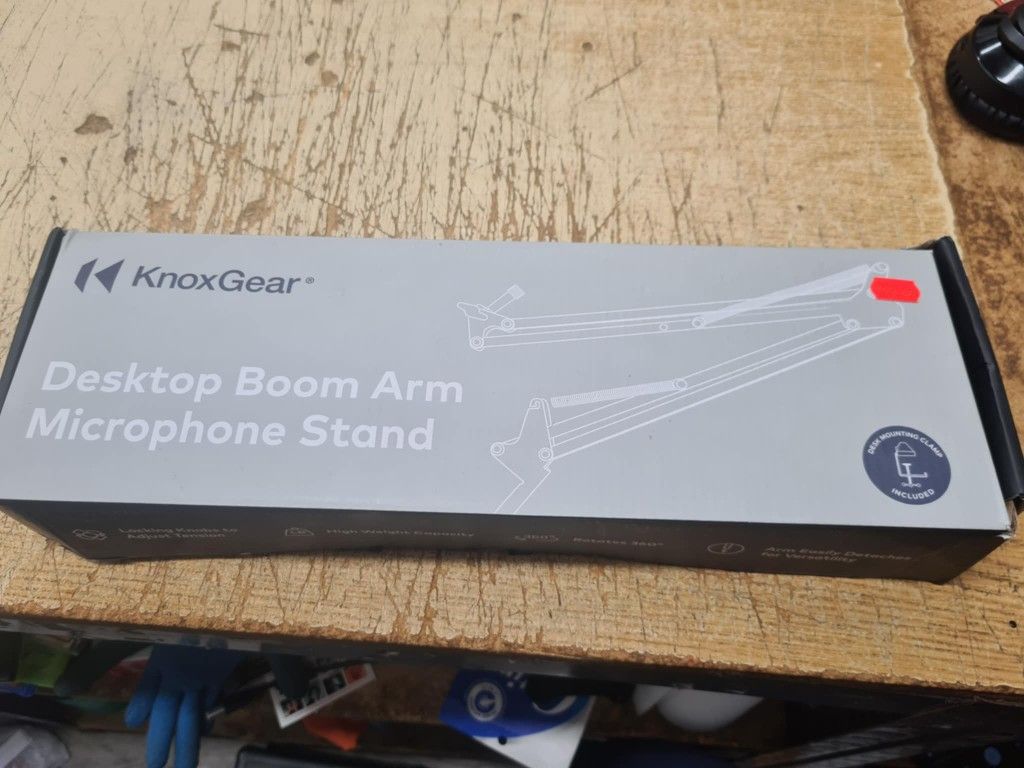 KnoxGear®
Desktop Boom Arm
Microphone Stand
DESK MOUNTING CLAMP
INCLUDED
Locking Knobs to
Adjust Tension
High Weight Capacity
360°
Rotates 360°
Arm Easily Detaches
for Versatility